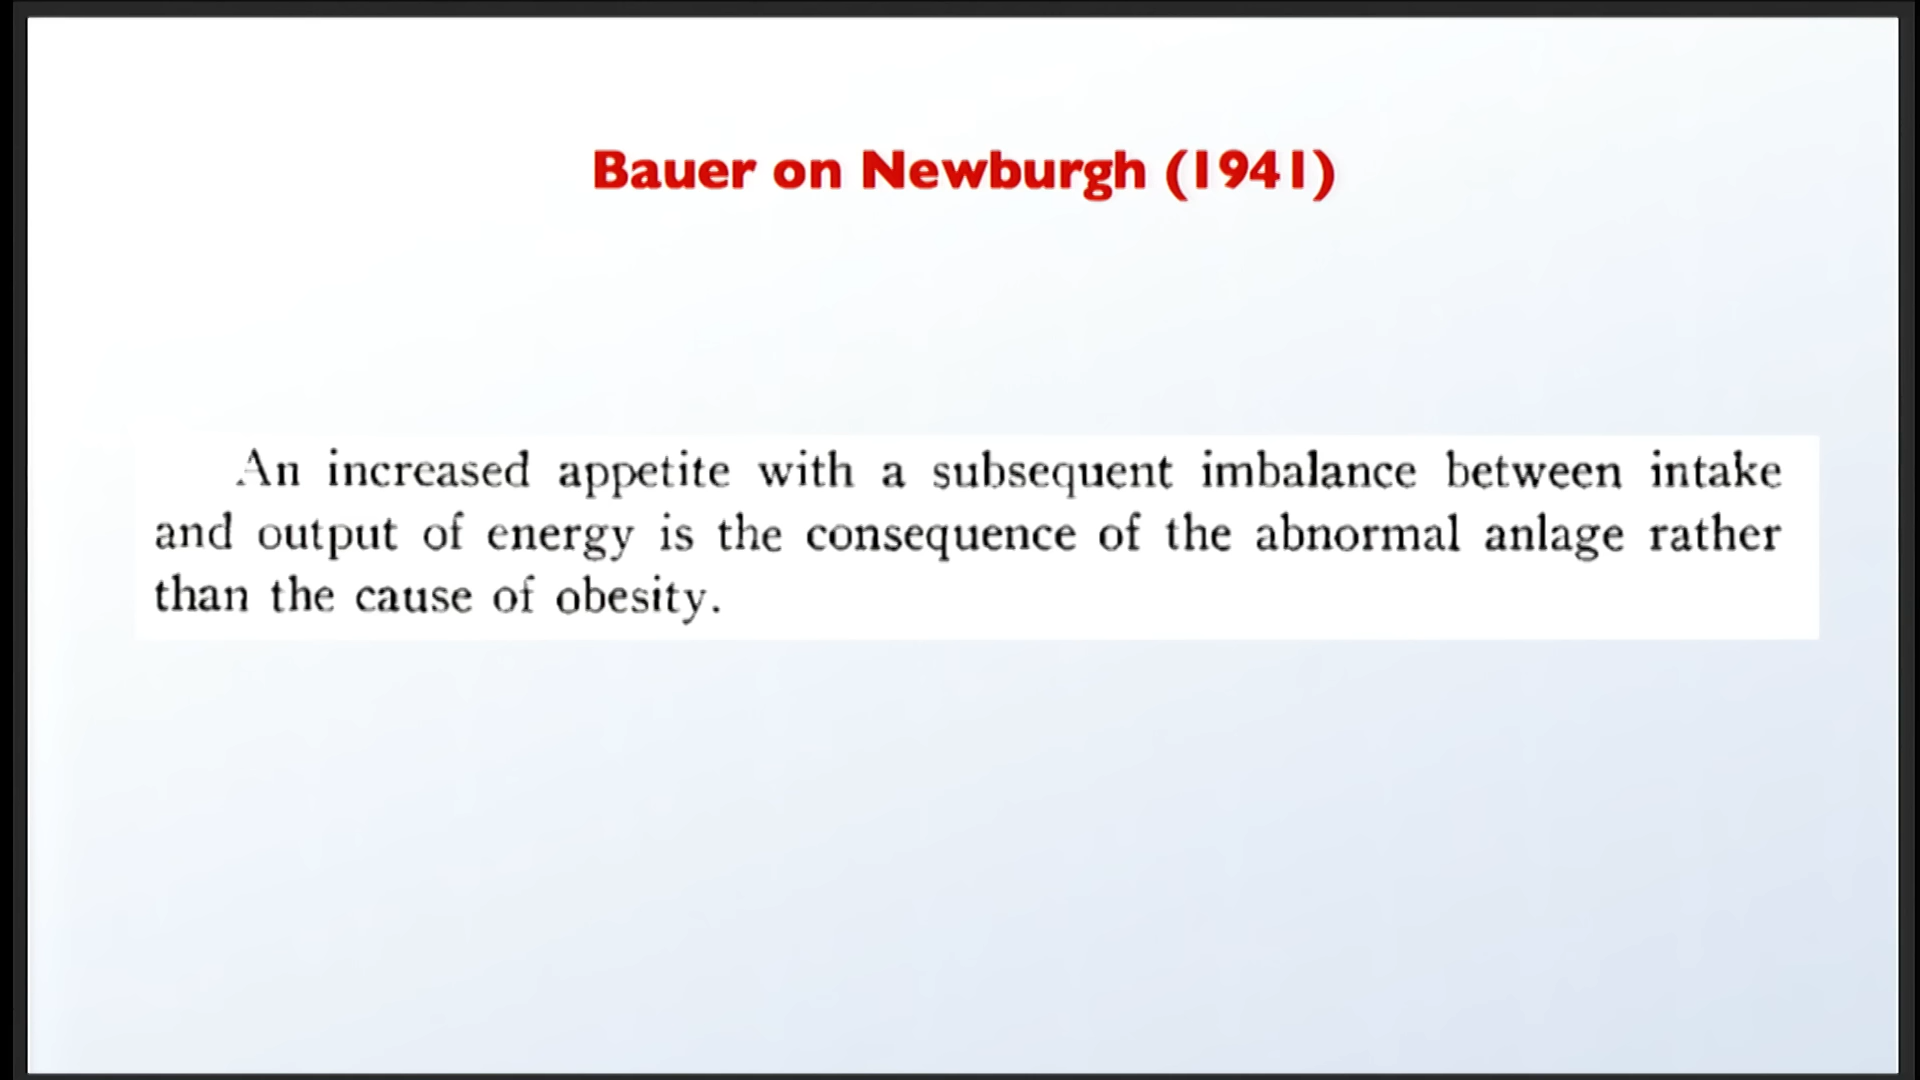 Bauer on Newburgh (1941)
An increased appetite with a subsequent imbalance between intake
and output of energy is the consequence of the abnormal anlage rather
than the cause of obesity.